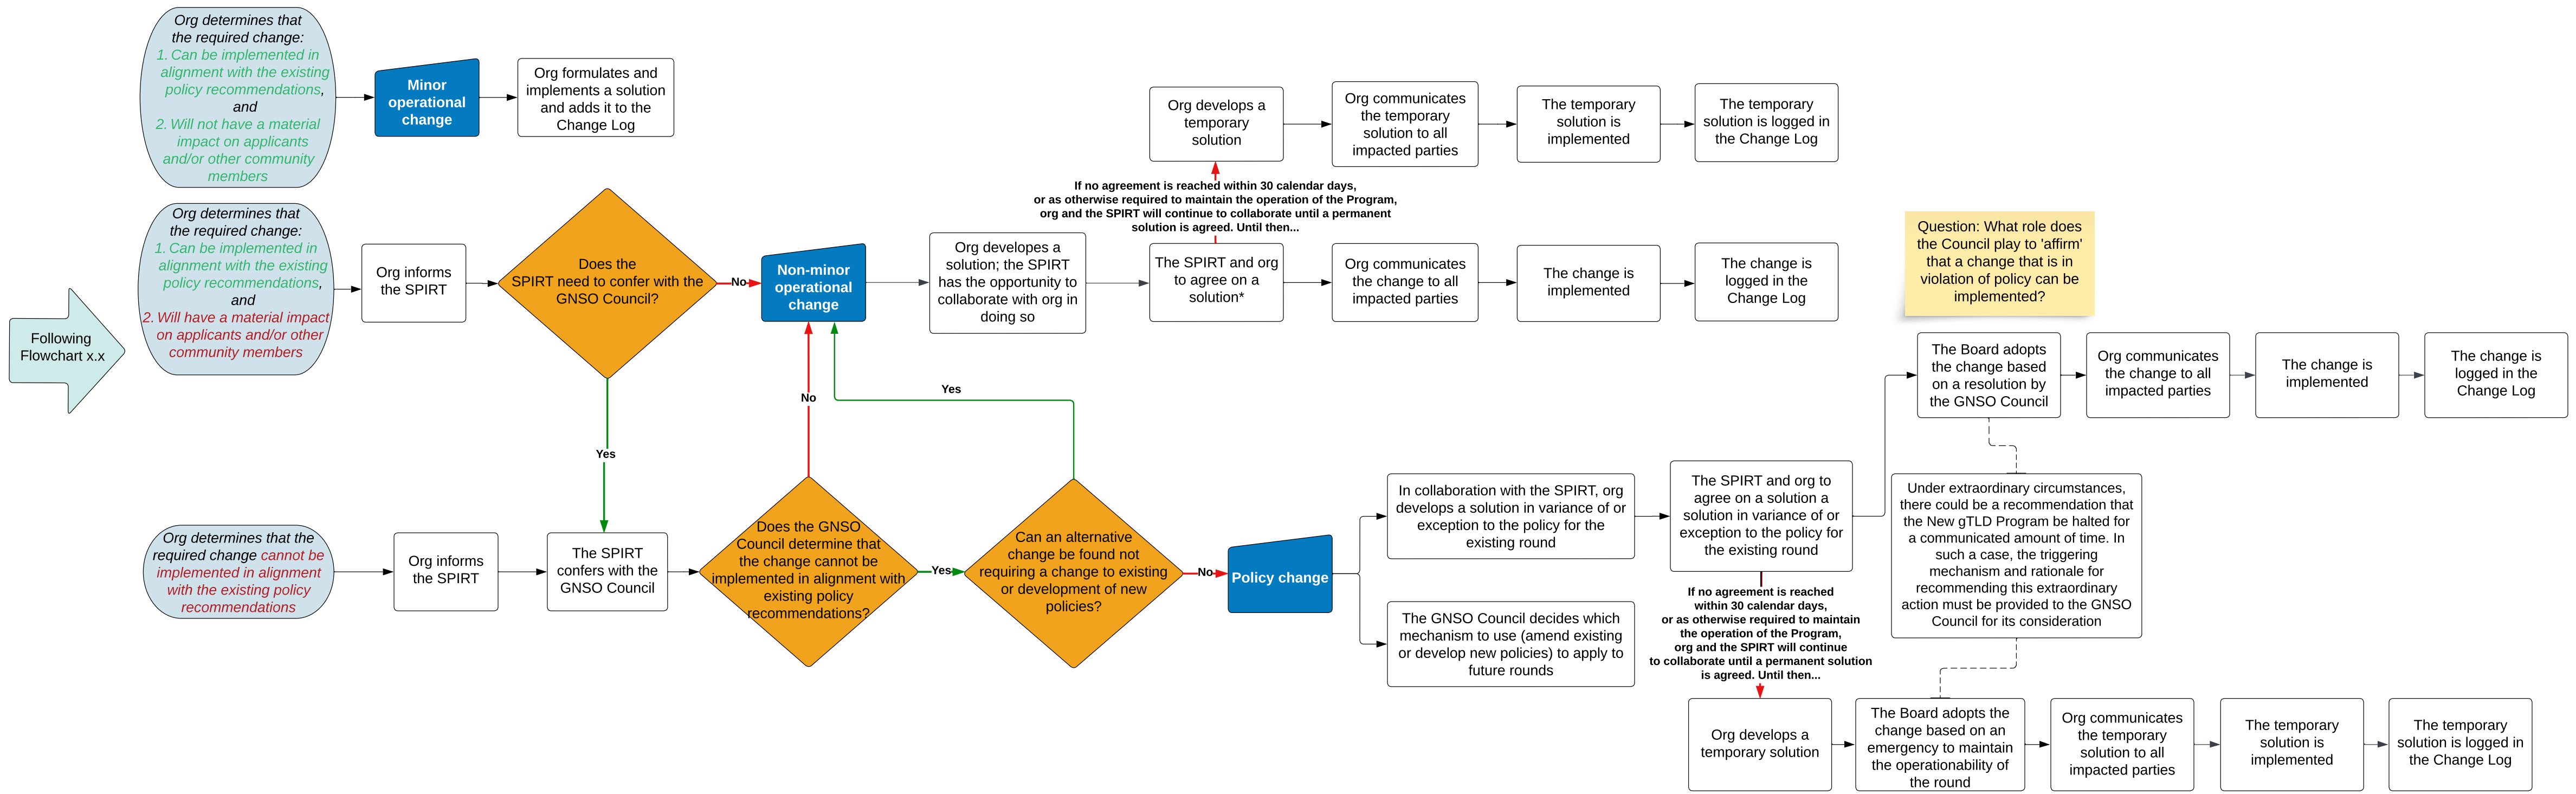 Following
Flowchart x.x
Org determines that
the required change:
1. Can be implemented in
alignment with the existing
policy recommendations,
and
2. Will not have a material
impact on applicants
and/or other community
members
Minor
operational
change
Org formulates and
implements a solution
and adds it to the
Change Log
Org determines that
the required change:
1. Can be implemented in
alignment with the existing
policy recommendations,
and
2. Will have a material impact
on applicants and/or other
community members
Org informs
the SPIRT
Does the
SPIRT need to confer with the
GNSO Council?
No
Yes
Non-minor
operational
change
Org developes a
solution; the SPIRT
has the opportunity to
collaborate with org in
doing so
The SPIRT and org
to agree on a
solution*
Org communicates
the change to all
impacted parties
The change is
implemented
The change is
logged in the
Change Log
If no agreement is reached within 30 calendar days,
or as otherwise required to maintain the operation of the Program,
org and the SPIRT will continue to collaborate until a permanent
solution is agreed. Until then...
Org develops a
temporary
solution
Org communicates
the temporary
solution to all
impacted parties
The temporary
solution is
implemented
The temporary
solution is logged in
the Change Log
Question: What role does
the Council play to 'affirm'
that a change that is in
violation of policy can be
implemented?
Org determines that the
required change cannot be
implemented in alignment
with the existing policy
recommendations
Org informs
the SPIRT
The SPIRT
confers with the
GNSO Council
Does the GNSO
Council determine that
the change cannot be
implemented in alignment with
existing policy
recommendations?
No
Yes
Can an alternative
change be found not
requiring a change to existing
or development of new
policies?
Yes
No
Policy change
In collaboration with the SPIRT, org
develops a solution in variance of or
exception to the policy for the
existing round
The GNSO Council decides which
mechanism to use (amend existing
or develop new policies) to apply to
future rounds
The SPIRT and org to
agree on a solution a
solution in variance of or
exception to the policy for
the existing round
The Board adopts
the change based
on a resolution by
the GNSO Council
Org communicates
the change to all
impacted parties
The change is
implemented
The change is
logged in the
Change Log
Under extraordinary circumstances,
there could be a recommendation that
the New gTLD Program be halted for
a communicated amount of time. In
such a case, the triggering
mechanism and rationale for
recommending this extraordinary
action must be provided to the GNSO
Council for its consideration
If no agreement is reached
within 30 calendar days,
or as otherwise required to maintain
the operation of the Program,
org and the SPIRT will continue
to collaborate until a permanent solution
is agreed. Until then...
Org develops a
temporary solution
The Board adopts the
change based on an
emergency to maintain
the operationability of
the round
Org communicates
the temporary
solution to all
impacted parties
The temporary
solution is
implemented
The temporary
solution is logged in
the Change Log